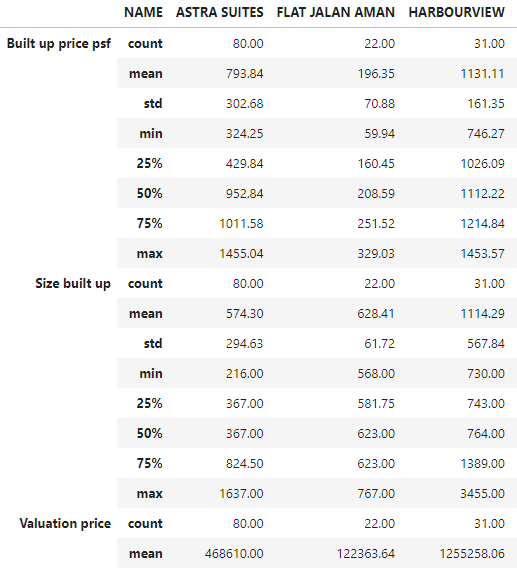 NAME ASTRA SUITES FLAT JALAN AMAN HARBOURVIEW
Built up price psf count 80.00 22.00 31.00
mean 793.84 196.35 1131.11
std 302.68 70.88 161.35
min 324.25 59.94 746.27
25% 429.84 160.45 1026.09
50% 952.84 208.59 1112.22
75% 1011.58 251.52 1214.84
max 1455.04 329.03 1453.57
Size built up count 80.00 22.00 31.00
mean 574.30 628.41 1114.29
std 294.63 61.72 567.84
min 216.00 568.00 730.00
25% 367.00 581.75 743.00
50% 367.00 623.00 764.00
75% 824.50 623.00 1389.00
max 1637.00 767.00 3455.00
Valuation price count 80.00 22.00 31.00
mean 468610.00 122363.64 1255258.06